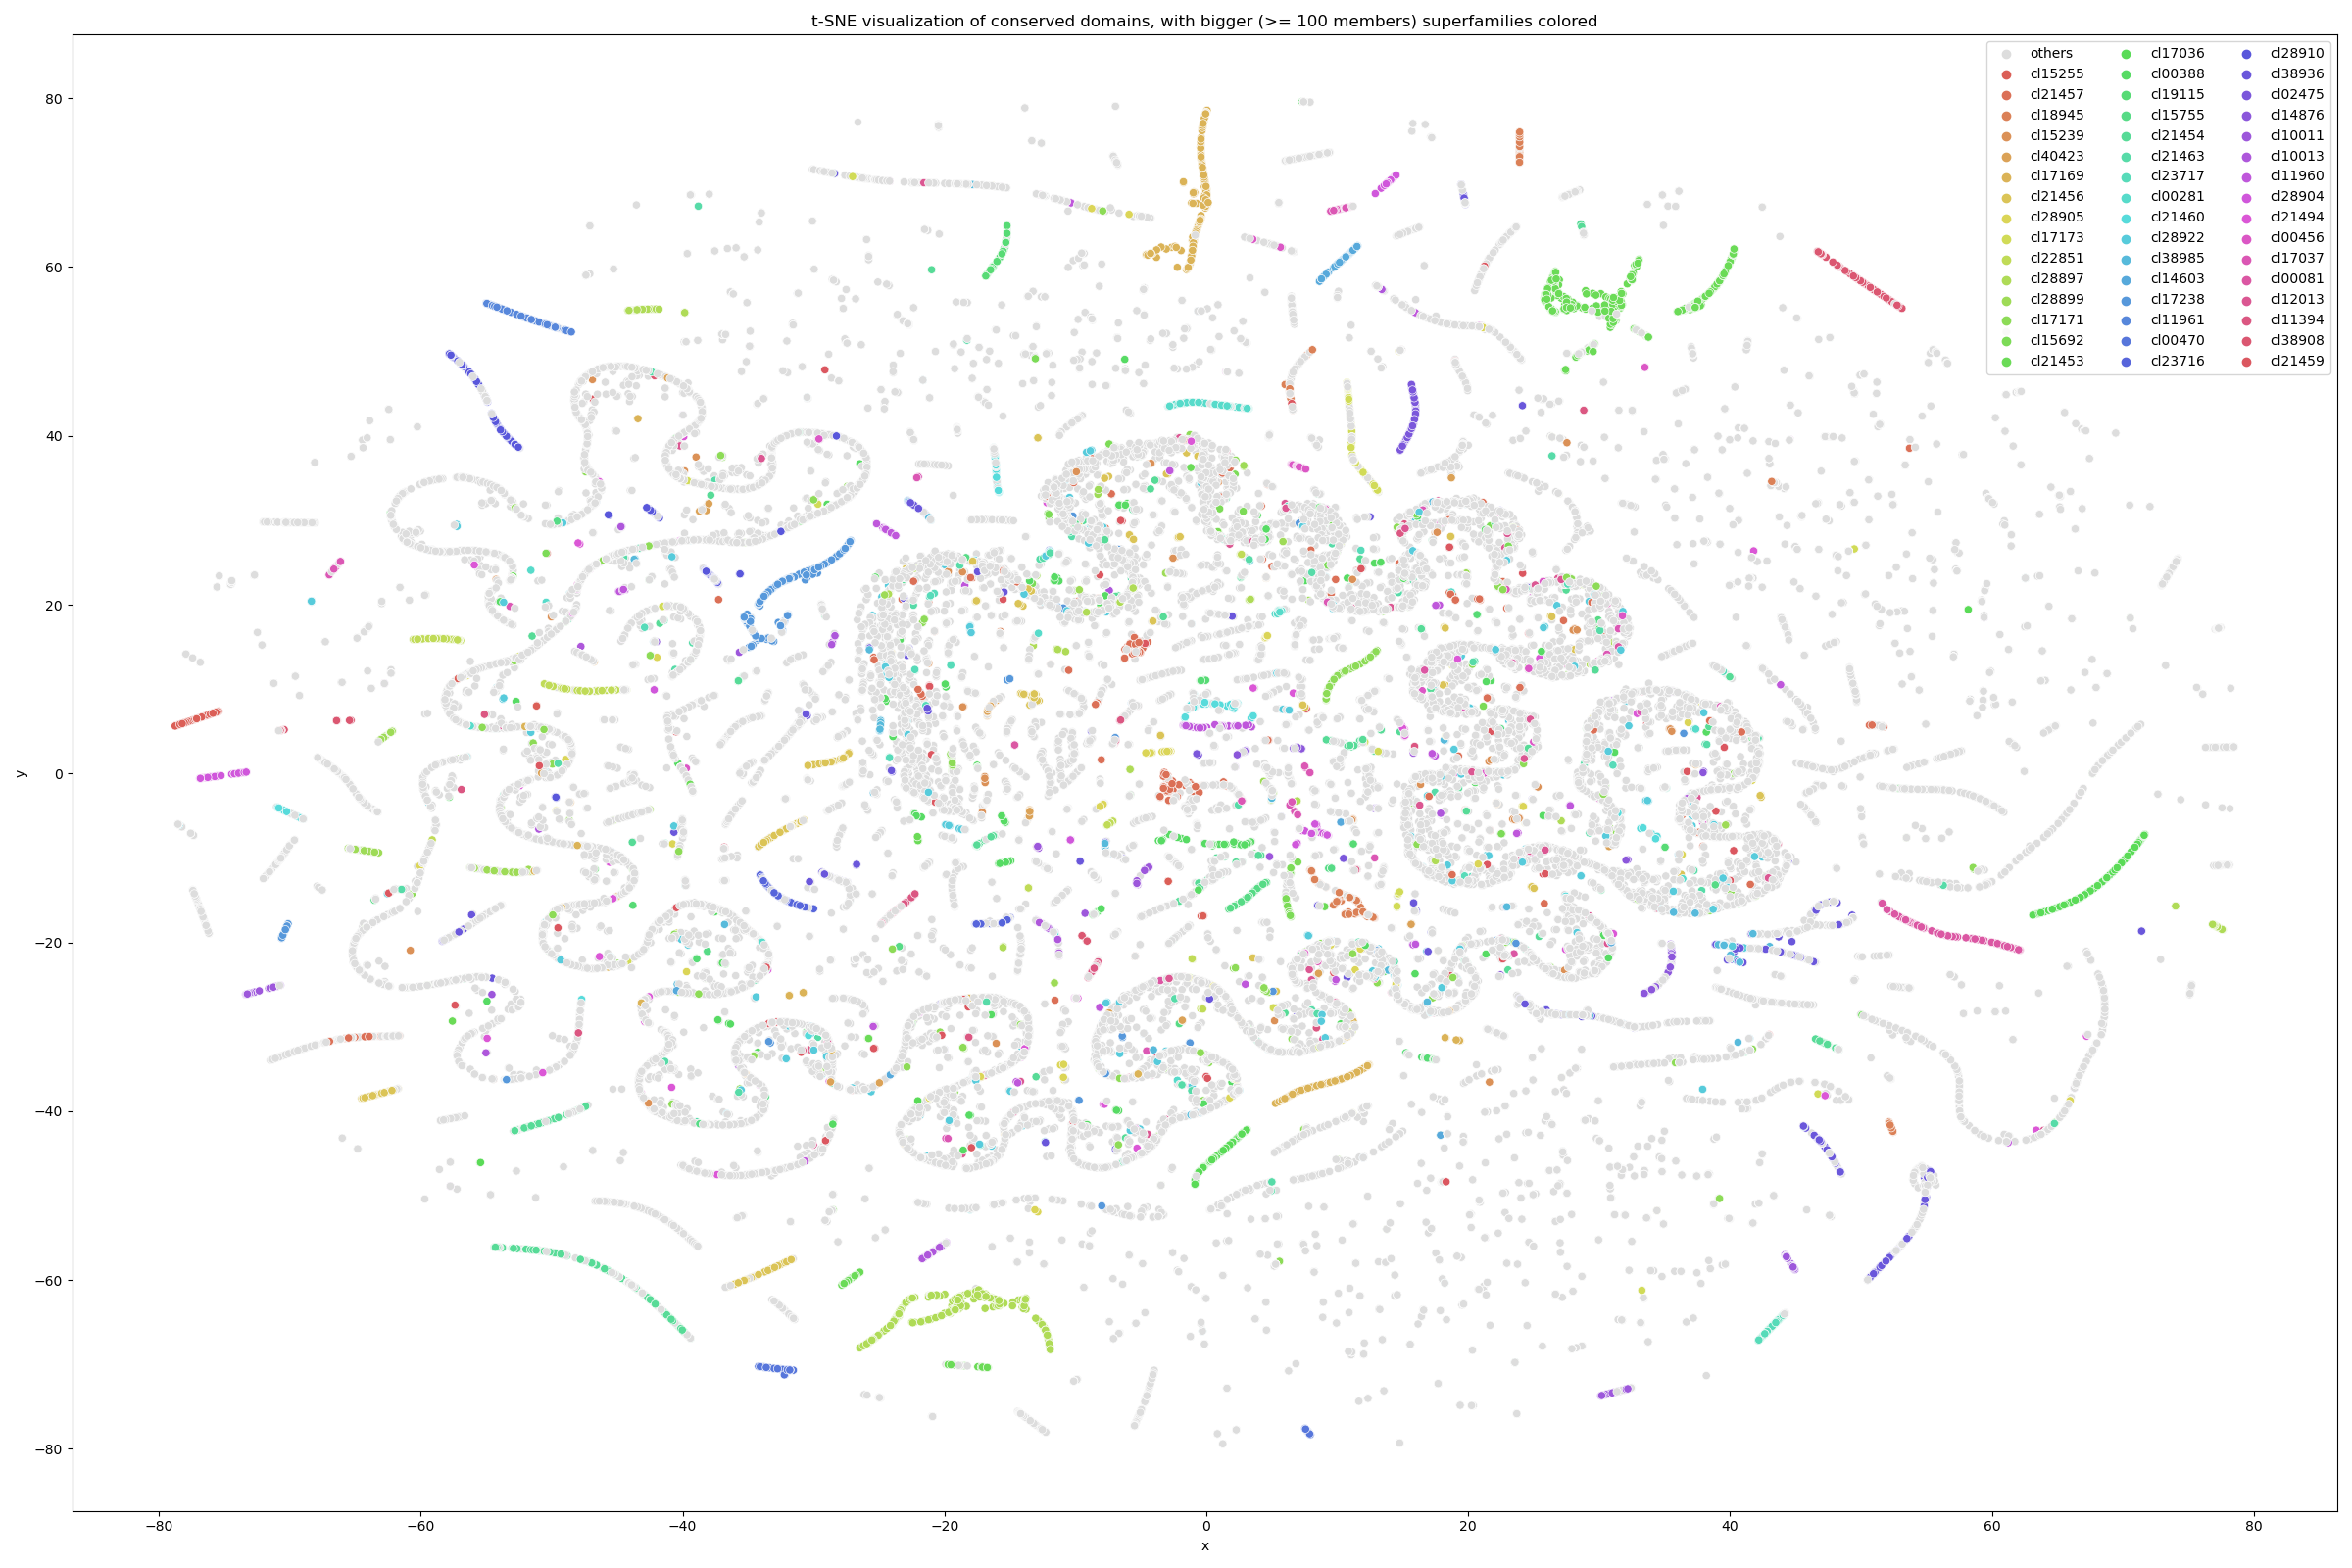 t-SNE visualization of conserved domains, with bigger (>= 100 members) superfamilies colored
others
cl15255
cl21457
cl18945
cl15239
cl40423
cl17169
cl21456
cl28905
cl17173
cl22851
cl28897
cl28899
cl17171
cl15692
cl21453
cl17036
cl00388
cl19115
cl15755
cl21454
cl21463
cl23717
cl00281
cl21460
cl28922
cl38985
cl14603
cl17238
cl11961
cl00470
cl23716
cl28910
cl38936
cl02475
cl14876
cl10011
cl10013
cl11960
cl28904
cl21494
cl00456
cl17037
cl00081
cl12013
cl11394
cl38908
cl21459
80
60
40
20
0
−20
−40
−60
−80
y
−80
−60
−40
−20
0
20
40
60
80
x